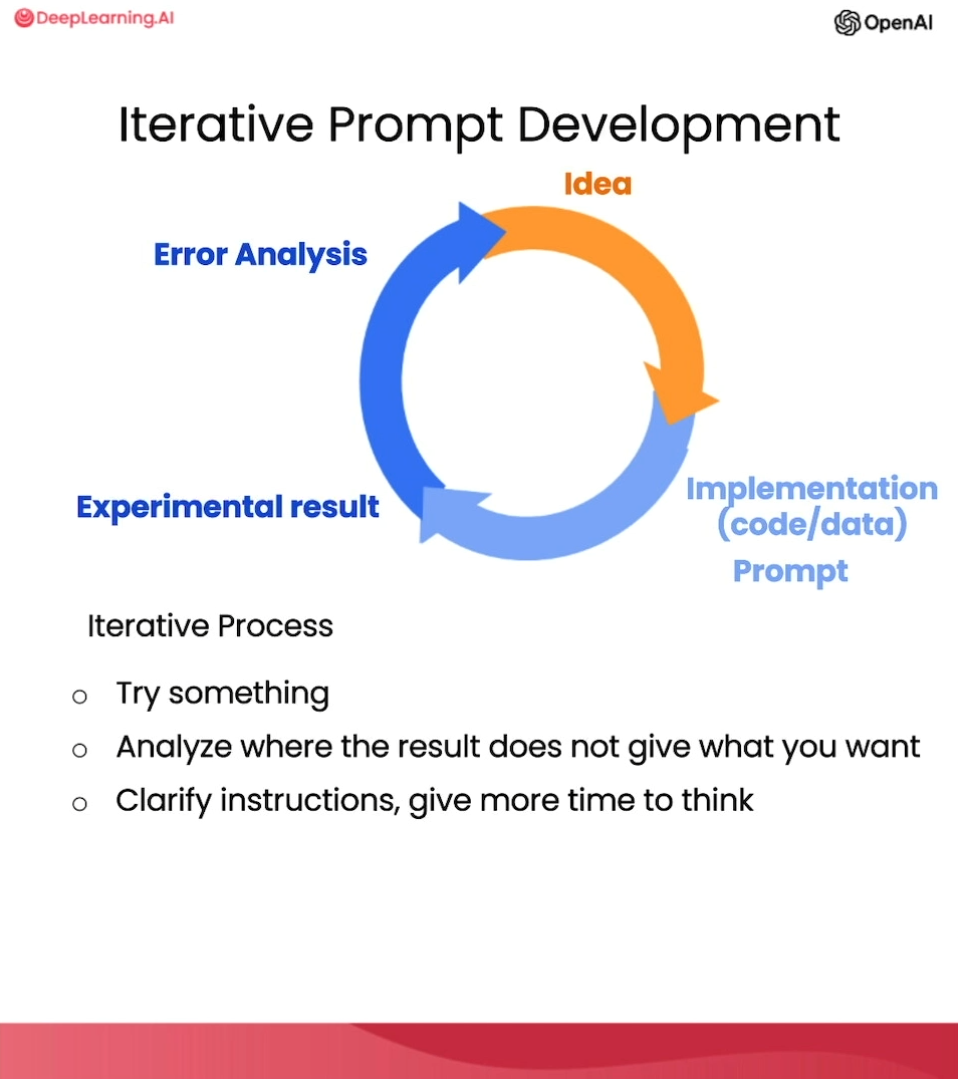 DeepLearning.AI
OpenAI
Iterative Prompt Development
Idea
Error Analysis
Implementation
(code/data)
Prompt
Experimental result
Iterative Process
Try something
Analyze where the result does not give what you want
Clarify instructions, give more time to think